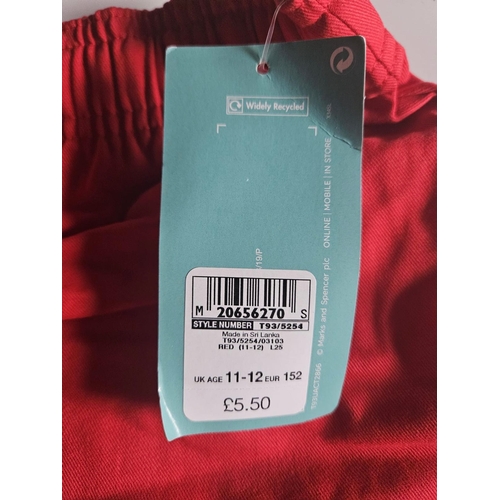 Widely Recycled
/19/P
M 20656270 S
STYLE NUMBER T93/5254
Made in Sri Lanka
T93/5254/03103
RED (11-12) L25
UK AGE 11-12 EUR 152
£5.50
© Marks and Spencer plc ONLINE | MOBILE | IN STORE